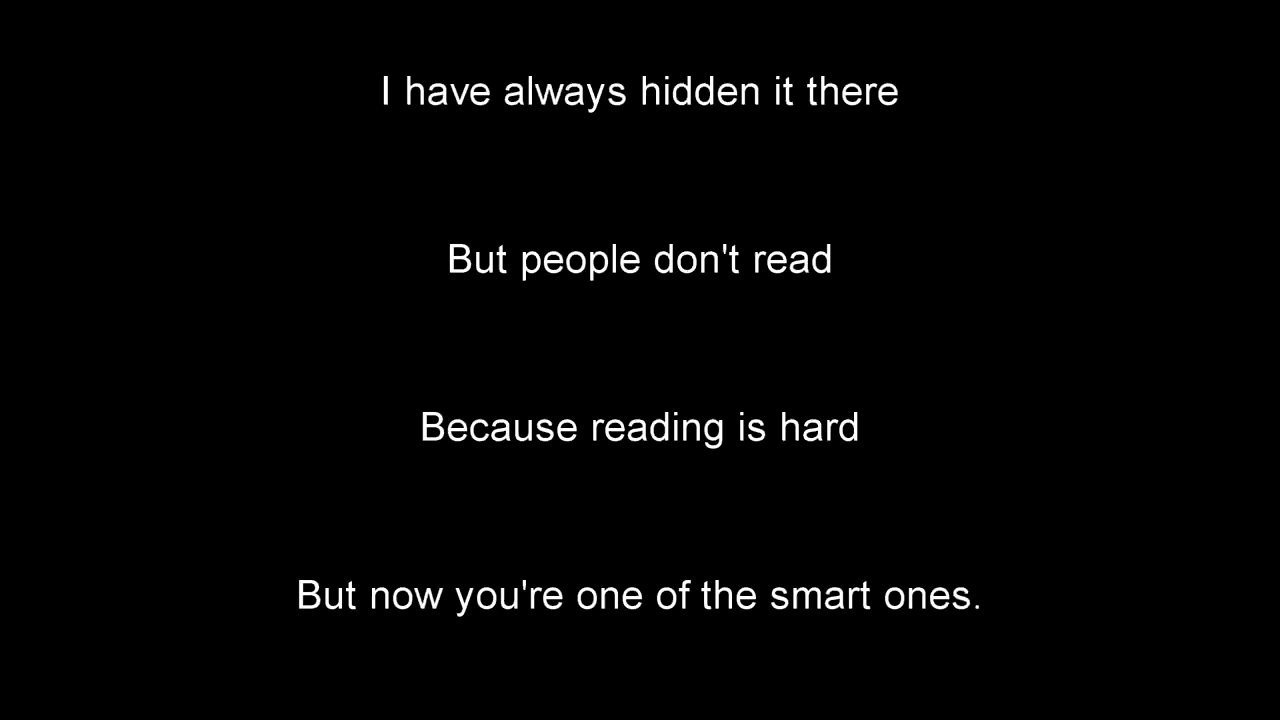 I have always hidden it there
But people don't read
Because reading is hard
But now you're one of the smart ones.